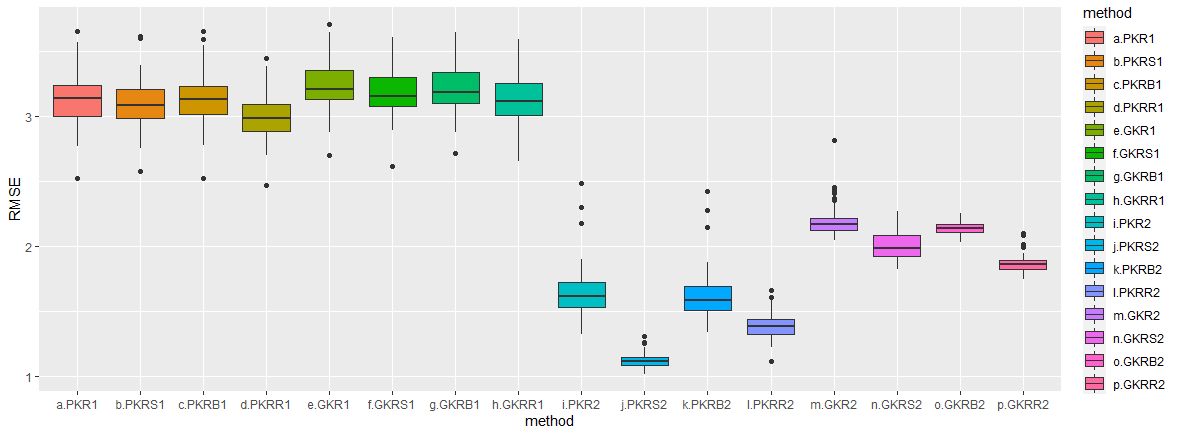 method
a.PKR1
b.PKRS1
c.PKRB1
d.PKRR1
e.GKR1
f.GKRS1
g.GKRB1
h.GKRR1
i.PKR2
j.PKRS2
k.PKRB2
l.PKRR2
m.GKR2
n.GKRS2
o.GKRB2
p.GKRR2
RMSE
3
2
1
a.PKR1 b.PKRS1 c.PKRB1 d.PKRR1 e.GKR1 f.GKRS1 g.GKRB1 h.GKRR1 i.PKR2 j.PKRS2 k.PKRB2 l.PKRR2 m.GKR2 n.GKRS2 o.GKRB2 p.GKRR2
method